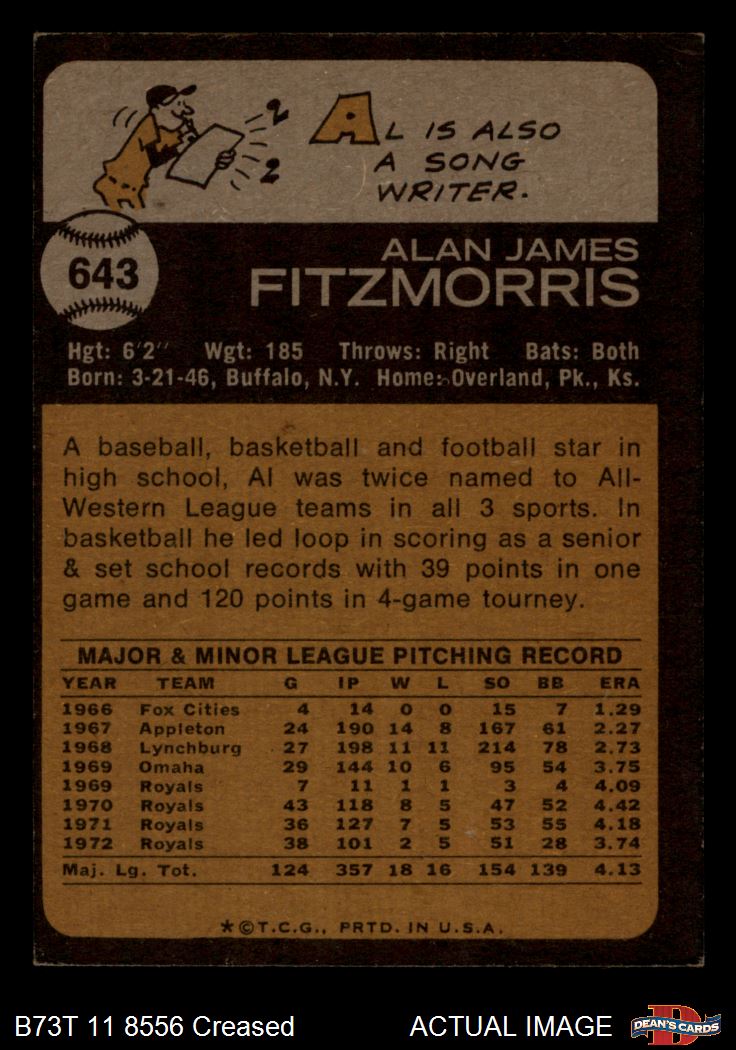 2
2
AL IS ALSO
A SONG
WRITER.
643
ALAN JAMES
FITZMORRIS
Hgt: 6'2" Wgt: 185 Throws: Right Bats: Both
Born: 3-21-46, Buffalo, N.Y. Home: Overland, Pk., Ks.
A baseball, basketball and football star in
high school, Al was twice named to All-
Western League teams in all 3 sports. In
basketball he led loop in scoring as a senior
& set school records with 39 points in one
game and 120 points in 4-game tourney.
MAJOR & MINOR LEAGUE PITCHING RECORD
YEAR TEAM G IP W L SO BB ERA
1966 Fox Cities 4 14 0 0 15 7 1.29
1967 Appleton 24 190 14 8 167 61 2.27
1968 Lynchburg 27 198 11 11 214 78 2.73
1969 Omaha 29 144 10 6 95 54 3.75
1969 Royals 7 11 1 1 3 4 4.09
1970 Royals 43 118 8 5 47 52 4.42
1971 Royals 36 127 7 5 53 55 4.18
1972 Royals 38 101 2 5 51 28 3.74
Maj. Lg. Tot. 124 357 18 16 154 139 4.13
*©T.C.G., PRTD. IN U.S.A.
B73T 11 8556 Creased ACTUAL IMAGE
D
DEAN'S CARDS